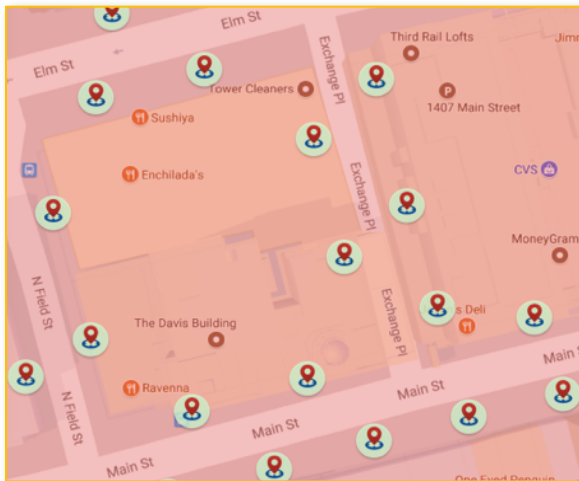 Elm St
Third Rail Lofts
Jimm
Elm St
Exchange Pl
Tower Cleaners
P
1407 Main Street
Sushiya
Enchilada's
CVS
Exchange Pl
MoneyGram
N Field St
Exchange Pl
s Deli
The Davis Building
Main St
Ravenna
Main St
N Field St
Main St
Main St
One Eyed Penguin